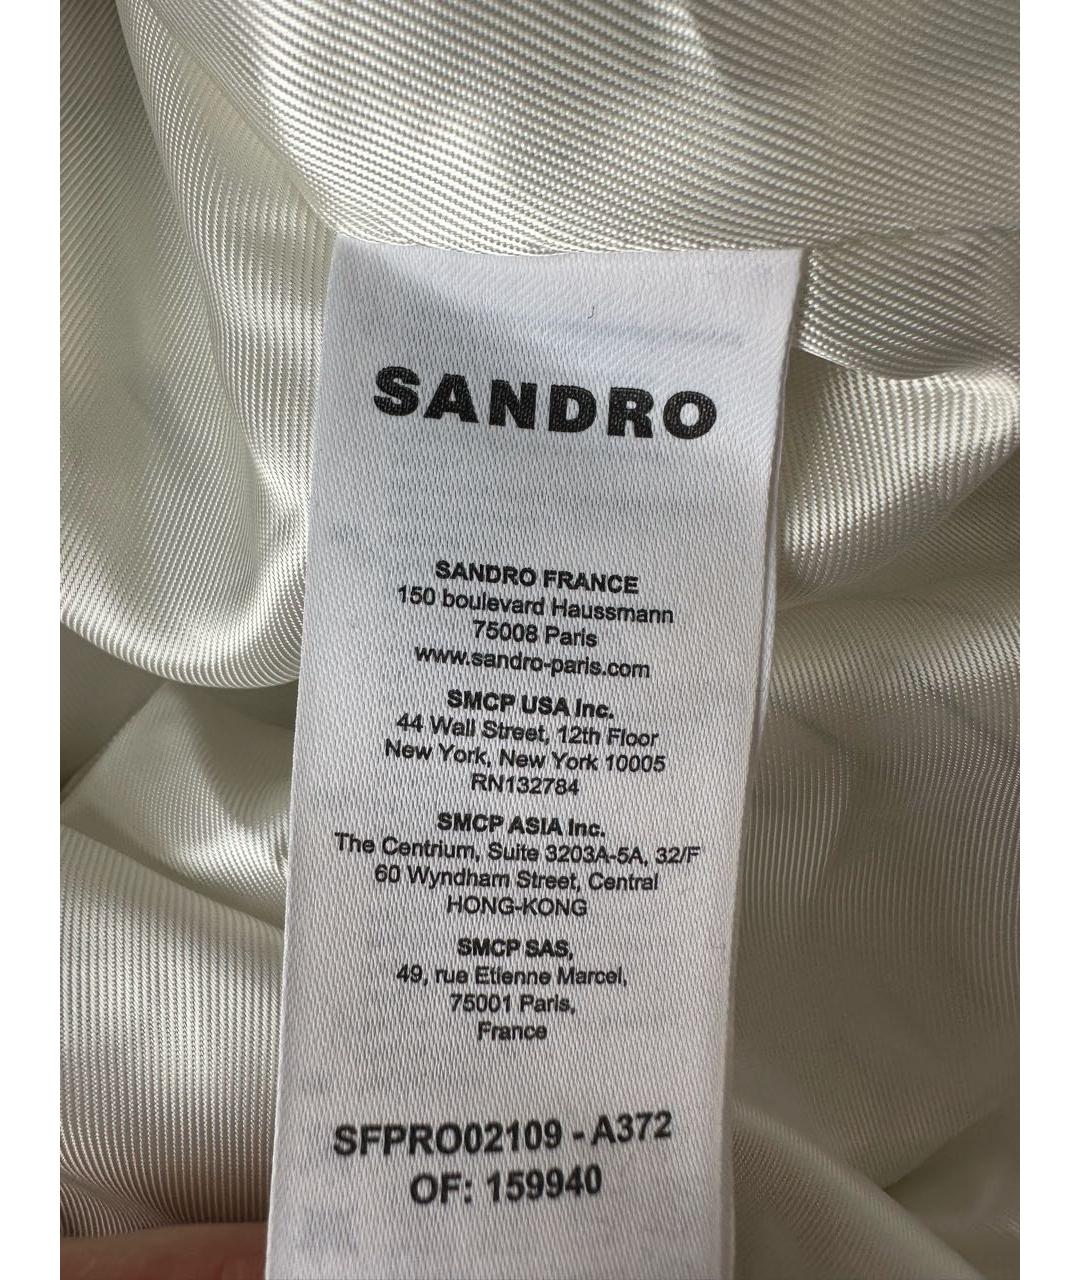 SANDRO
SANDRO FRANCE
150 boulevard Haussmann
75008 Paris
www.sandro-paris.com
SMCP USA Inc.
44 Wall Street, 12th Floor
New York, New York 10005
RN132784
SMCP ASIA Inc.
The Centrium, Suite 3203A-5A, 32/F
60 Wyndham Street, Central
HONG-KONG
SMCP SAS,
49, rue Etienne Marcel,
75001 Paris,
France
SFPRO02109 - A372
OF: 159940